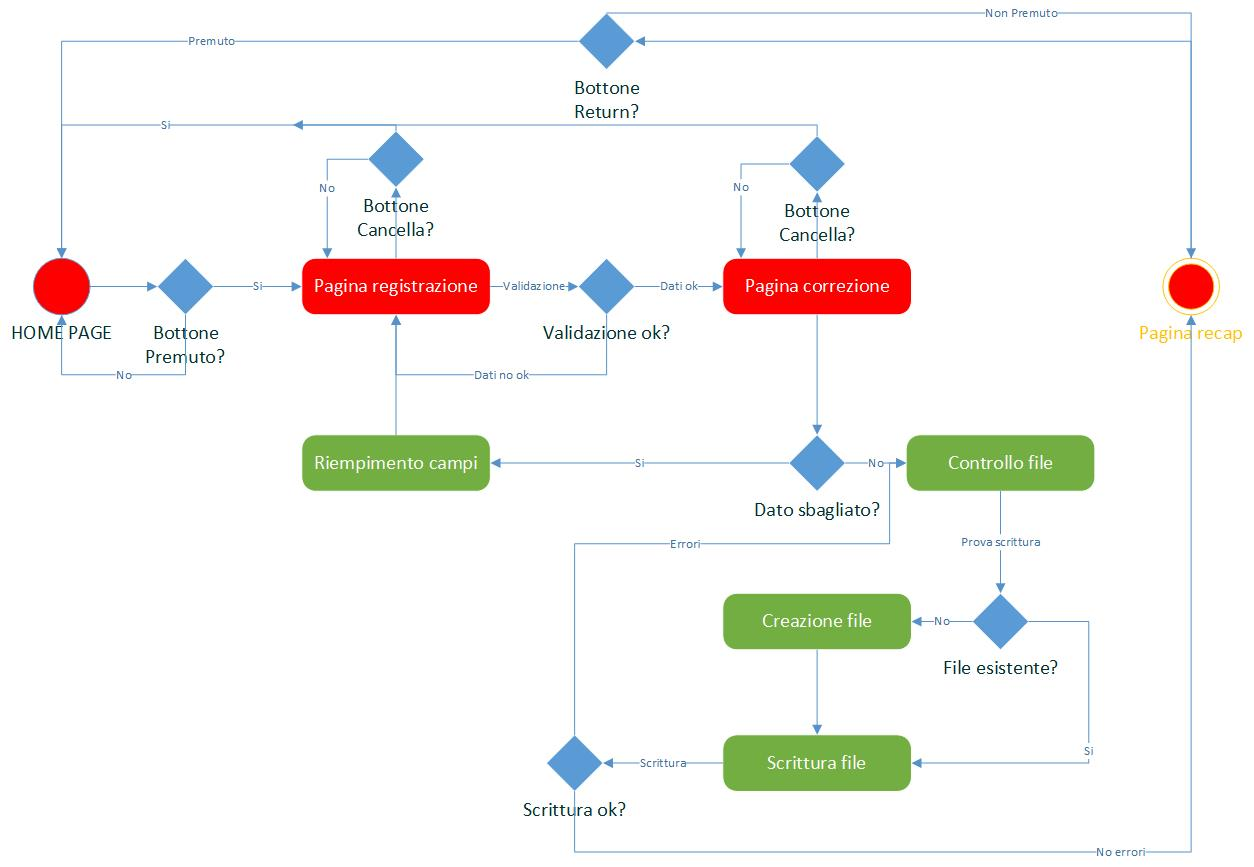 Non Premuto
Premuto
Bottone
Return?
Si
No
Bottone
Cancella?
No
Bottone
Cancella?
HOME PAGE
Bottone
Premuto?
Si
Pagina registrazione
Validazione
Validazione ok?
Dati ok
Pagina correzione
Pagina recap
No
Dati no ok
Riempimento campi
Si
Dato sbagliato?
No
Controllo file
Errori
Prova scrittura
Creazione file
No
File esistente?
Si
Scrittura ok?
Scrittura
Scrittura file
No errori